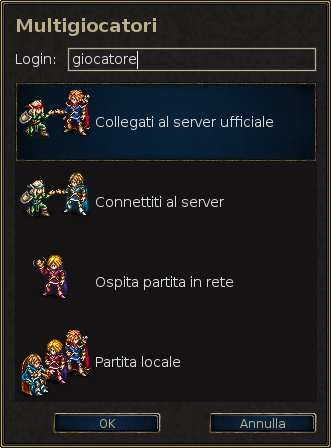 Multigiocatori
Login: giocatore
Collegati al server ufficiale
Connettiti al server
Ospita partita in rete
Partita locale
OK Annulla